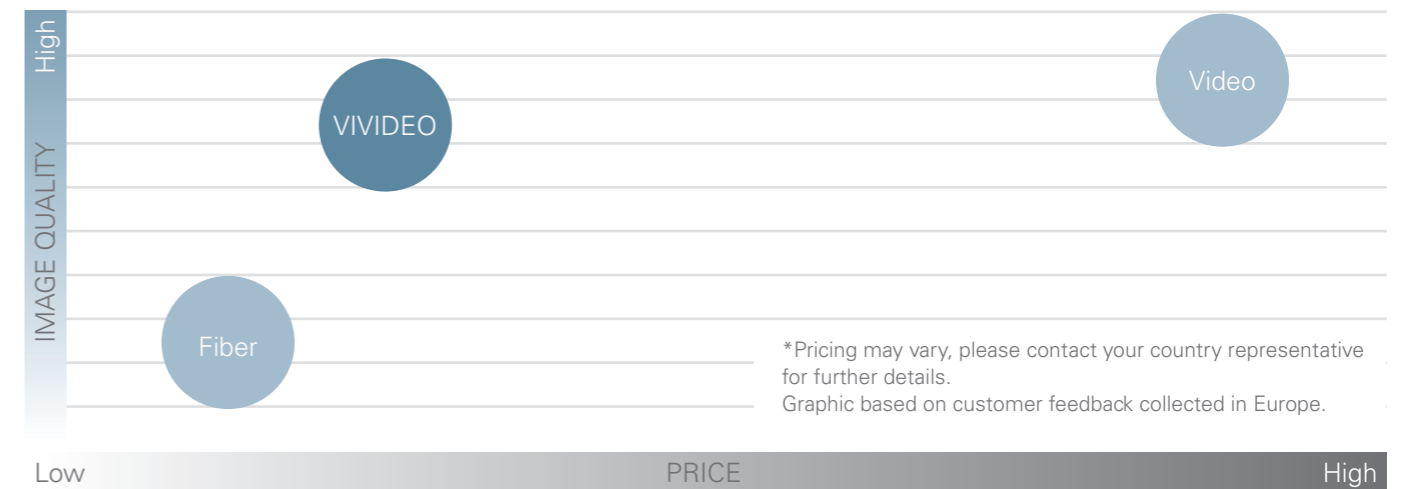 High
IMAGE QUALITY
VIVIDEO
Video
Fiber
*Pricing may vary, please contact your country representative
for further details.
Graphic based on customer feedback collected in Europe.
Low
PRICE
High